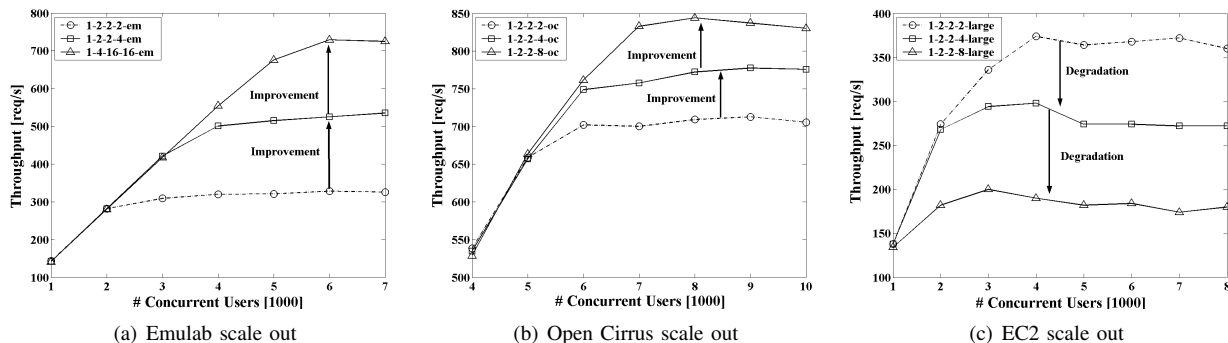 1-2-2-2-em
1-2-2-4-em
1-4-16-16-em
Improvement
Improvement
Throughput [req/s]
800
700
600
500
400
300
200
100
1 2 3 4 5 6 7
# Concurrent Users [1000]
(a) Emulab scale out
1-2-2-2-oc
1-2-2-4-oc
1-2-2-8-oc
Improvement
Improvement
Throughput [req/s]
850
800
750
700
650
600
550
500
4 5 6 7 8 9 10
# Concurrent Users [1000]
(b) Open Cirrus scale out
1-2-2-2-large
1-2-2-4-large
1-2-2-8-large
Degradation
Degradation
Throughput [req/s]
400
350
300
250
200
150
100
1 2 3 4 5 6 7 8
# Concurrent Users [1000]
(c) EC2 scale out